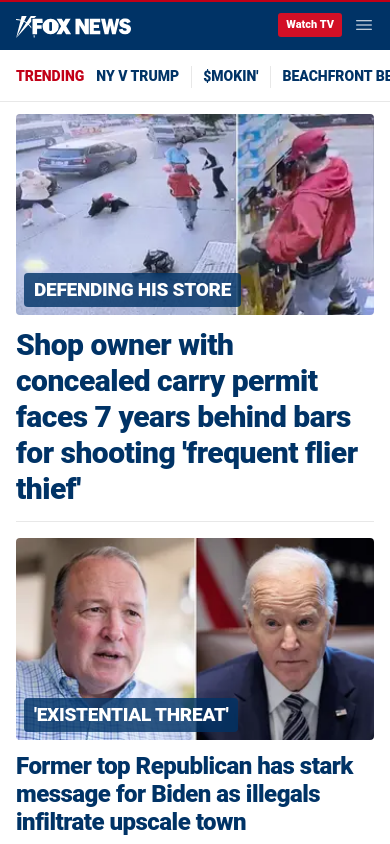 FOX NEWS
Watch TV
TRENDING NY V TRUMP $MOKIN' BEACHFRONT BE
DEFENDING HIS STORE
Shop owner with
concealed carry permit
faces 7 years behind bars
for shooting 'frequent flier
thief'
'EXISTENTIAL THREAT'
Former top Republican has stark
message for Biden as illegals
infiltrate upscale town